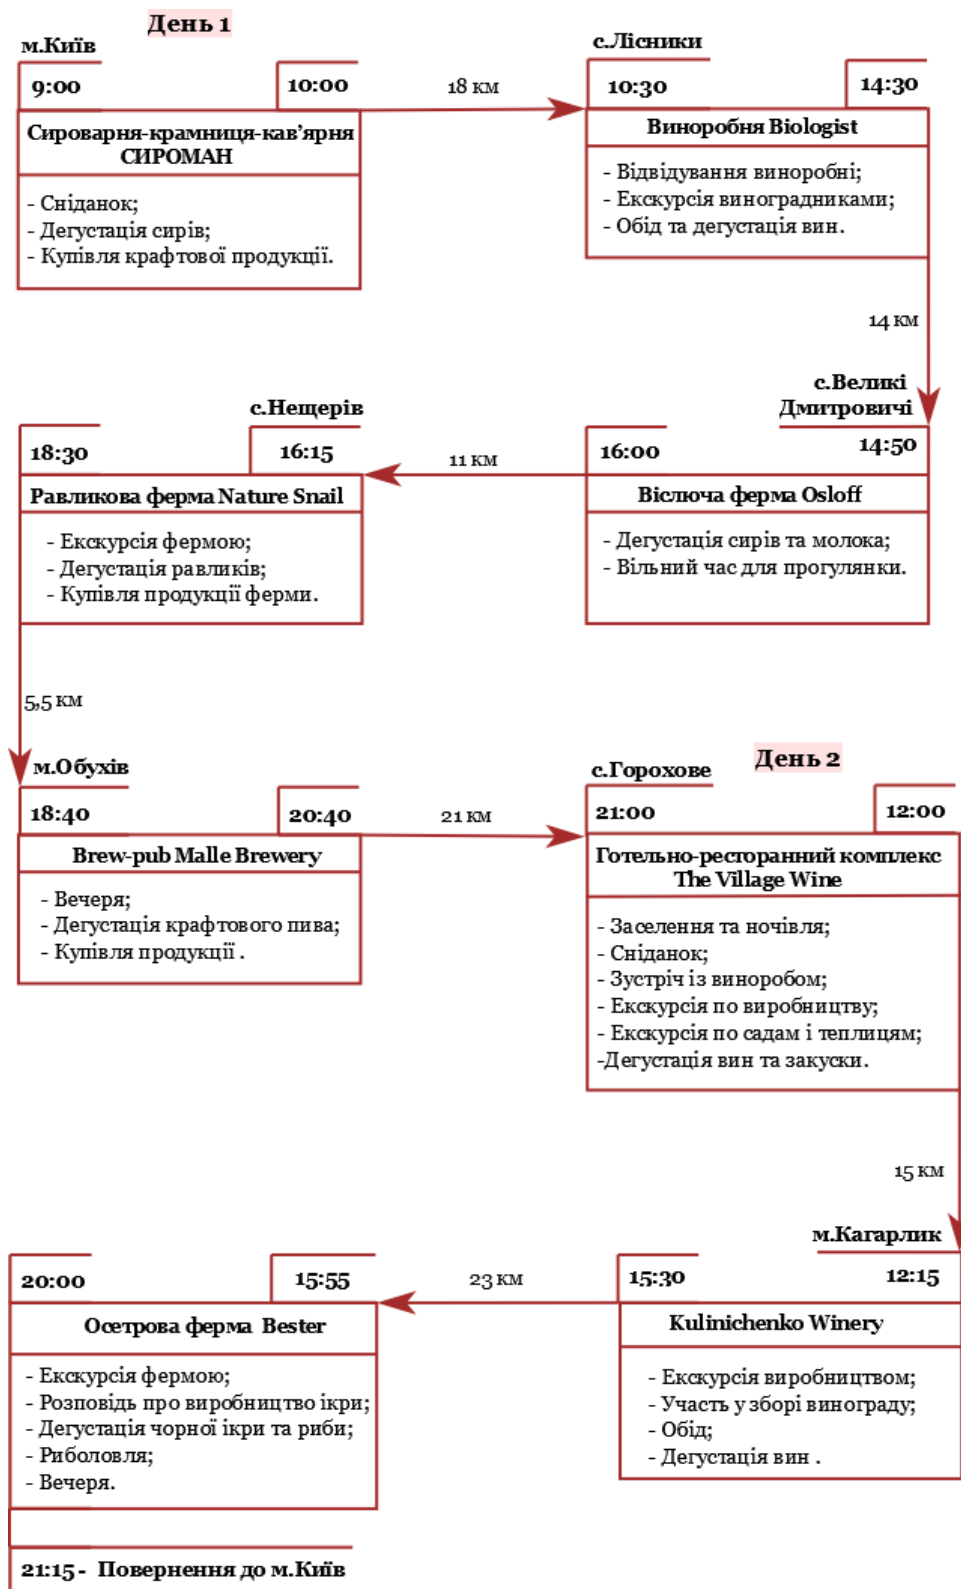 День 1
м.Київ
9:00
10:00
Сироварня-крамниця-кав’ярня
СИРОМАН
- Сніданок;
- Дегустація сирів;
- Купівля крафтової продукції.
18 км
с.Лісники
10:30
14:30
Виноробня Biologist
- Відвідування виноробні;
- Екскурсія виноградниками;
- Обід та дегустація вин.
14 км
с.Великі
Дмитровичі
16:00
14:50
Віслюча ферма Osloff
- Дегустація сирів та молока;
- Вільний час для прогулянки.
11 км
с.Нещерів
18:30
16:15
Равликова ферма Nature Snail
- Екскурсія фермою;
- Дегустація равликів;
- Купівля продукції ферми.
5,5 км
м.Обухів
18:40
20:40
Brew-pub Malle Brewery
- Вечеря;
- Дегустація крафтового пива;
- Купівля продукції .
21 км
День 2
с.Горохове
21:00
12:00
Готельно-ресторанний комплекс
The Village Wine
- Заселення та ночівля;
- Сніданок;
- Зустріч із виноробом;
- Екскурсія по виробництву;
- Екскурсія по садам і теплицям;
-Дегустація вин та закуски.
15 км
м.Кагарлик
15:30
12:15
Kulinichenko Winery
- Екскурсія виробництвом;
- Участь у зборі винограду;
- Обід;
- Дегустація вин .
23 км
20:00
15:55
Осетрова ферма Bester
- Екскурсія фермою;
- Розповідь про виробництво ікри;
- Дегустація чорної ікри та риби;
- Риболовля;
- Вечеря.
21:15 - Повернення до м.Київ